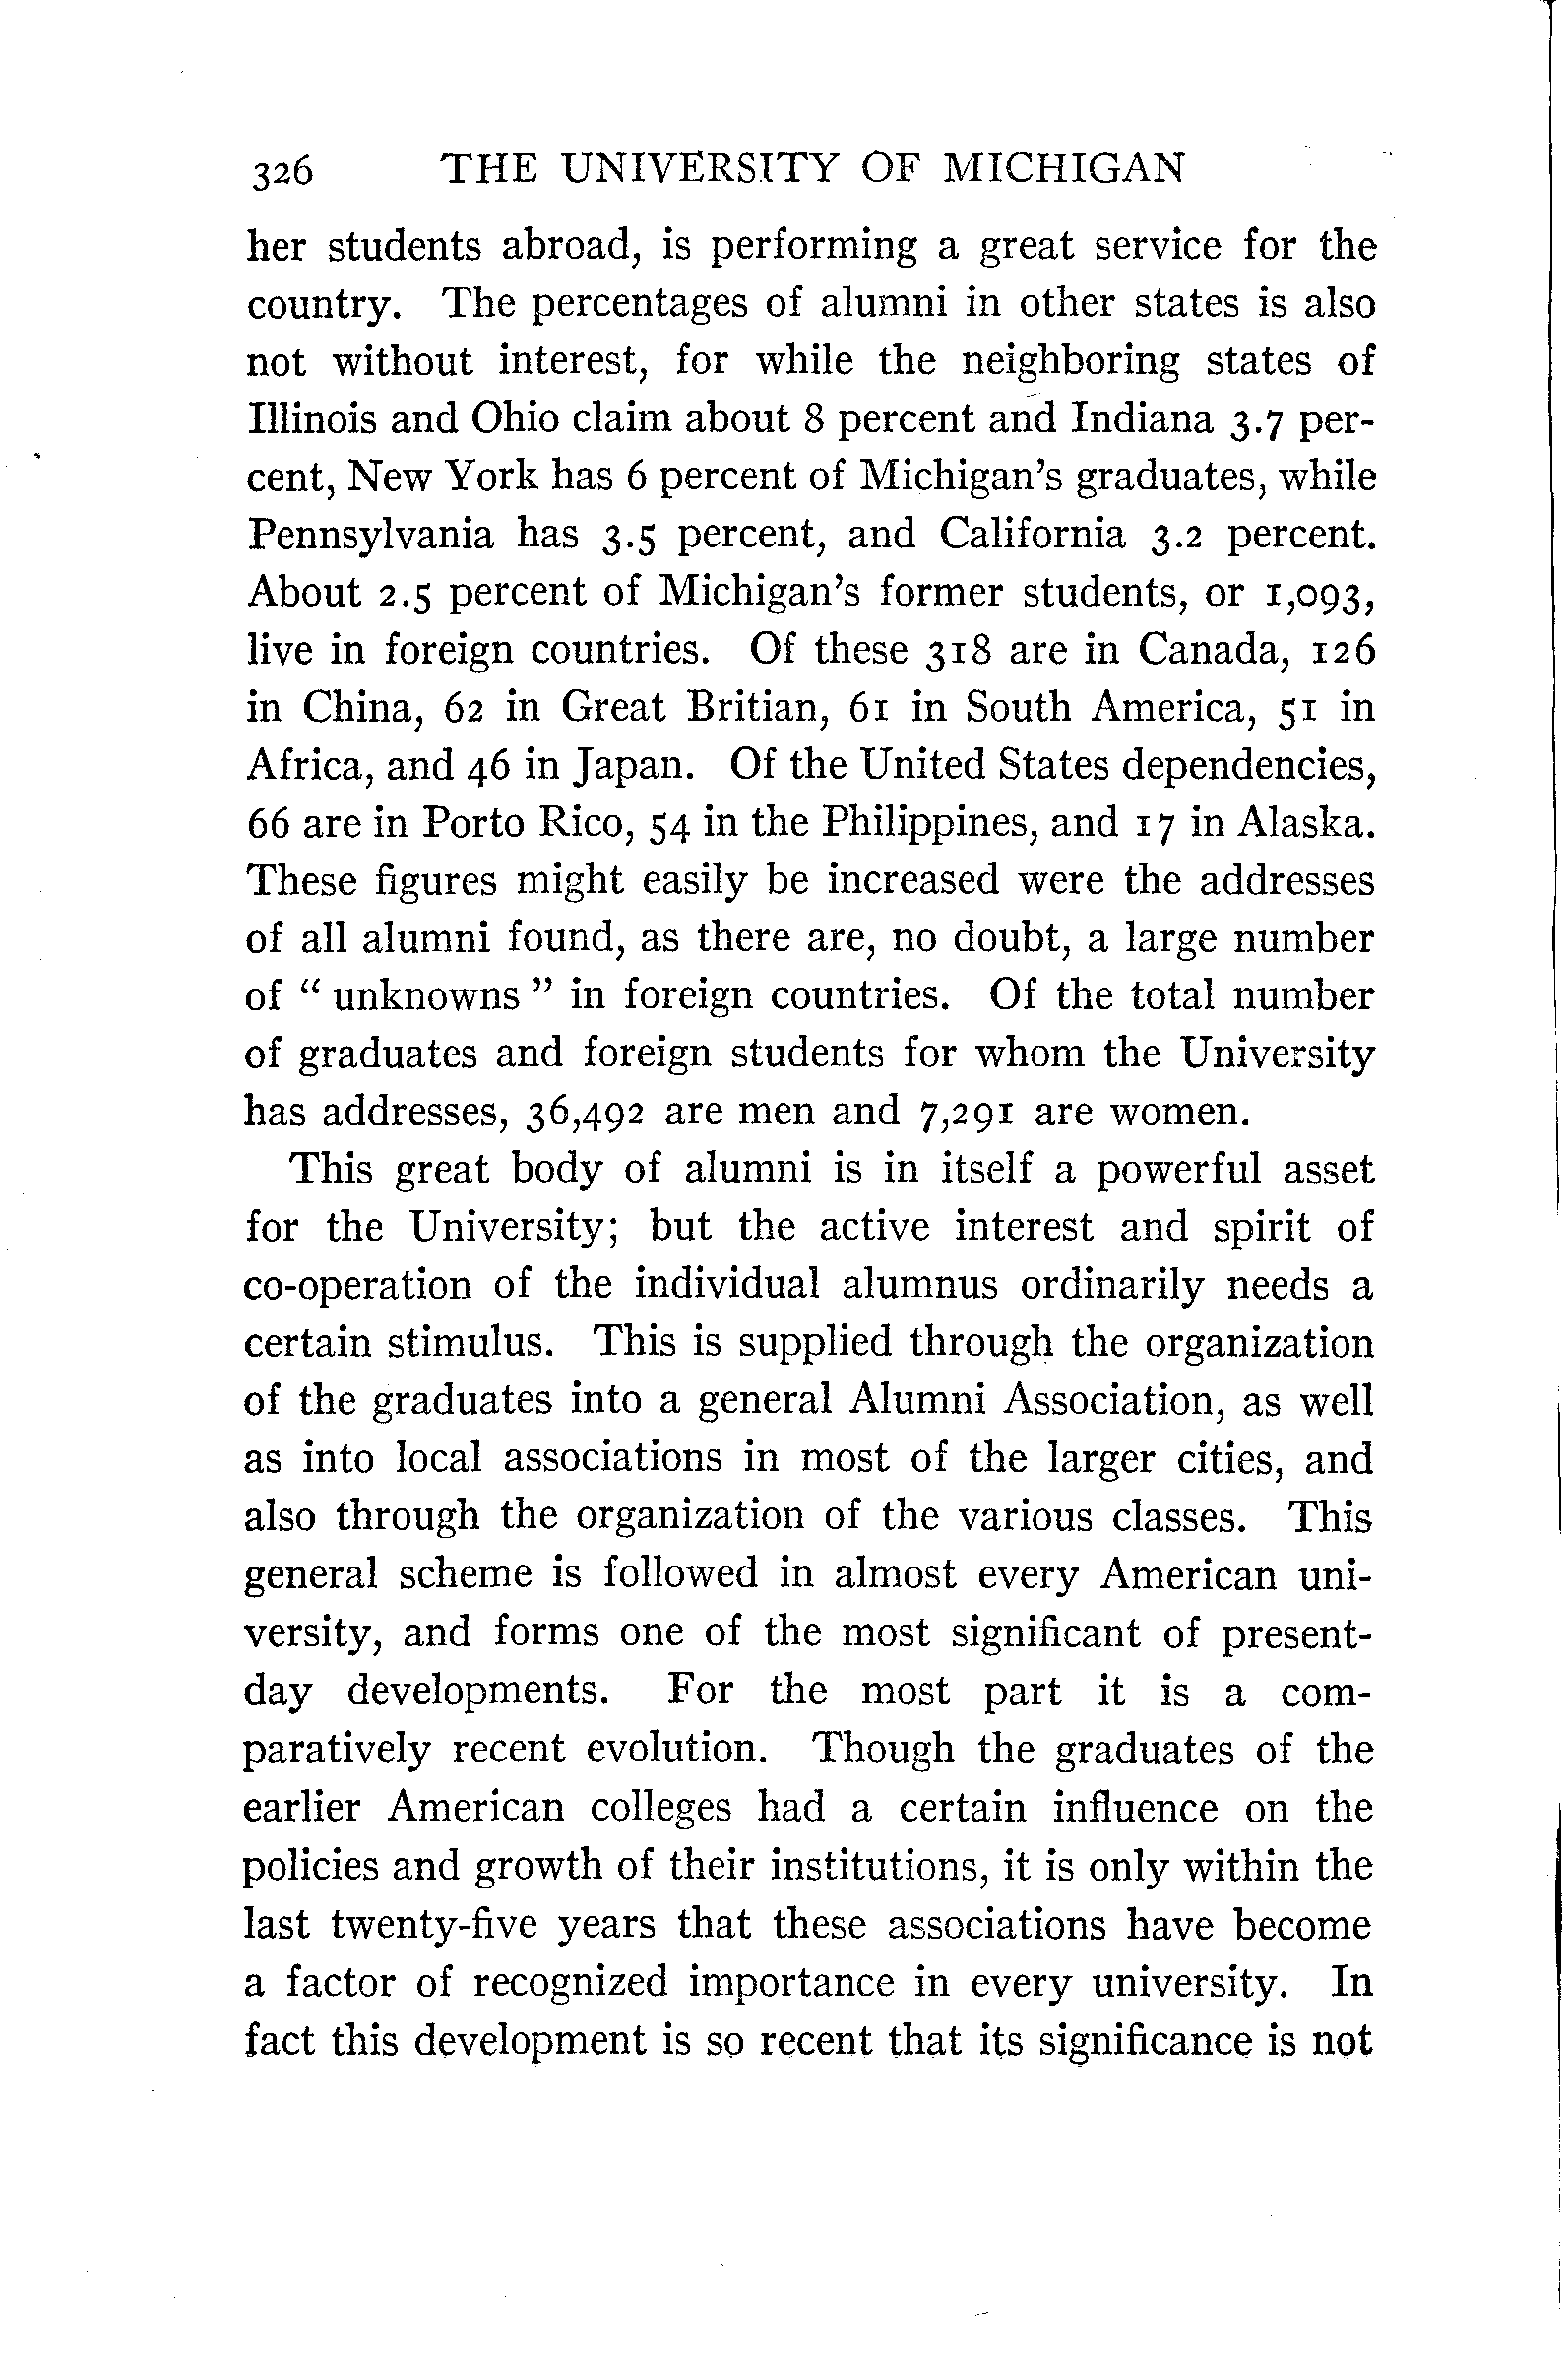 326 THE UNIVERSITY OF MICHIGAN
her students abroad, is performing a great service for the
country. The percentages of alumni in other states is also
not without interest, for while the neighboring states of
Illinois and Ohio claim about 8 percent and Indiana 3.7 per-
cent, New York has 6 percent of Michigan's graduates, while
Pennsylvania has 3.5 percent, and California 3.2 percent.
About 2.5 percent of Michigan's former students, or 1,093,
live in foreign countries. Of these 318 are in Canada, 126
in China, 62 in Great Britian, 61 in South America, 51 in
Africa, and 46 in Japan. Of the United States dependencies,
66 are in Porto Rico, 54 in the Philippines, and 17 in Alaska.
These figures might easily be increased were the addresses
of all alumni found, as there are, no doubt, a large number
of " unknowns " in foreign countries. Of the total number
of graduates and foreign students for whom the University
has addresses, 36,492 are men and 7,291 are women.
This great body of alumni is in itself a powerful asset
for the University; but the active interest and spirit of
co-operation of the individual alumnus ordinarily needs a
certain stimulus. This is supplied through the organization
of the graduates into a general Alumni Association, as well
as into local associations in most of the larger cities, and
also through the organization of the various classes. This
general scheme is followed in almost every American uni-
versity, and forms one of the most significant of present-
day developments. For the most part it is a com-
paratively recent evolution. Though the graduates of the
earlier American colleges had a certain influence on the
policies and growth of their institutions, it is only within the
last twenty-five years that these associations have become
a factor of recognized importance in every university. In
fact this development is so recent that its significance is not